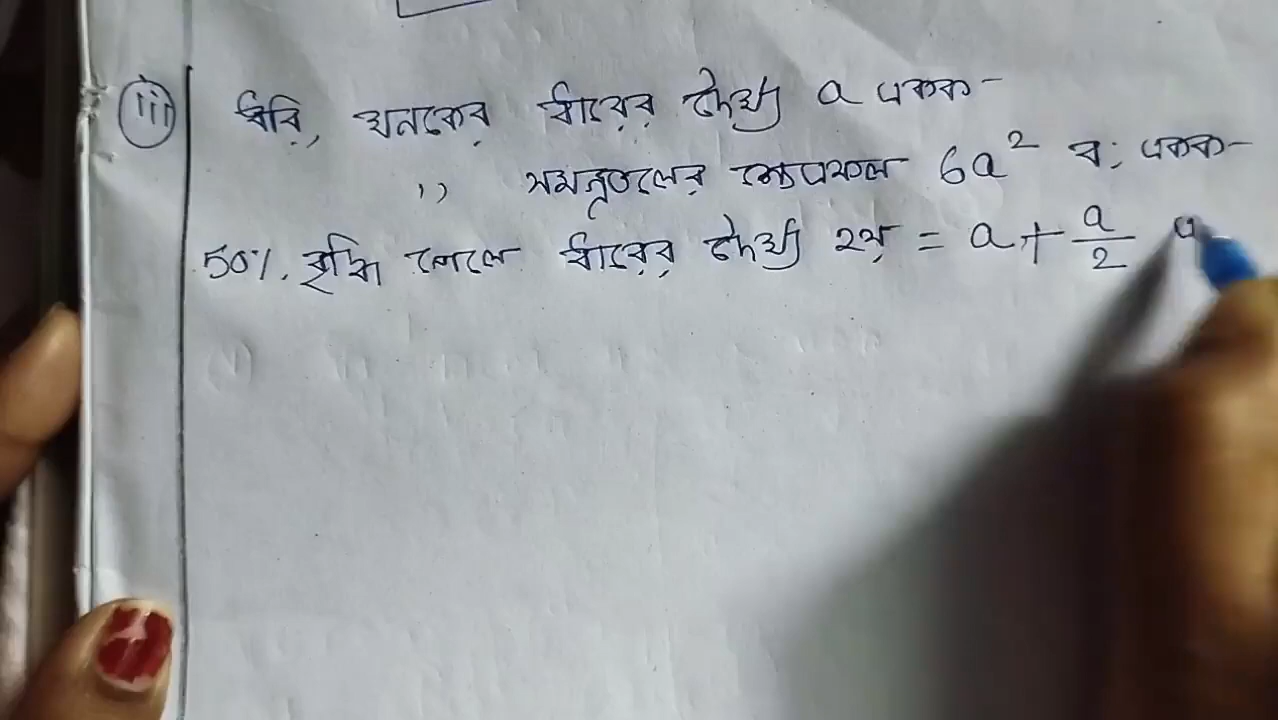 (iii) ধরি, ঘনকের ধারের দৈর্ঘ্য a একক
,, সমগ্রতলের ক্ষেত্রফল 6a² ব: একক
50%. বৃদ্ধি পেলে ধারের দৈর্ঘ্য হয় = a + a/2 এ